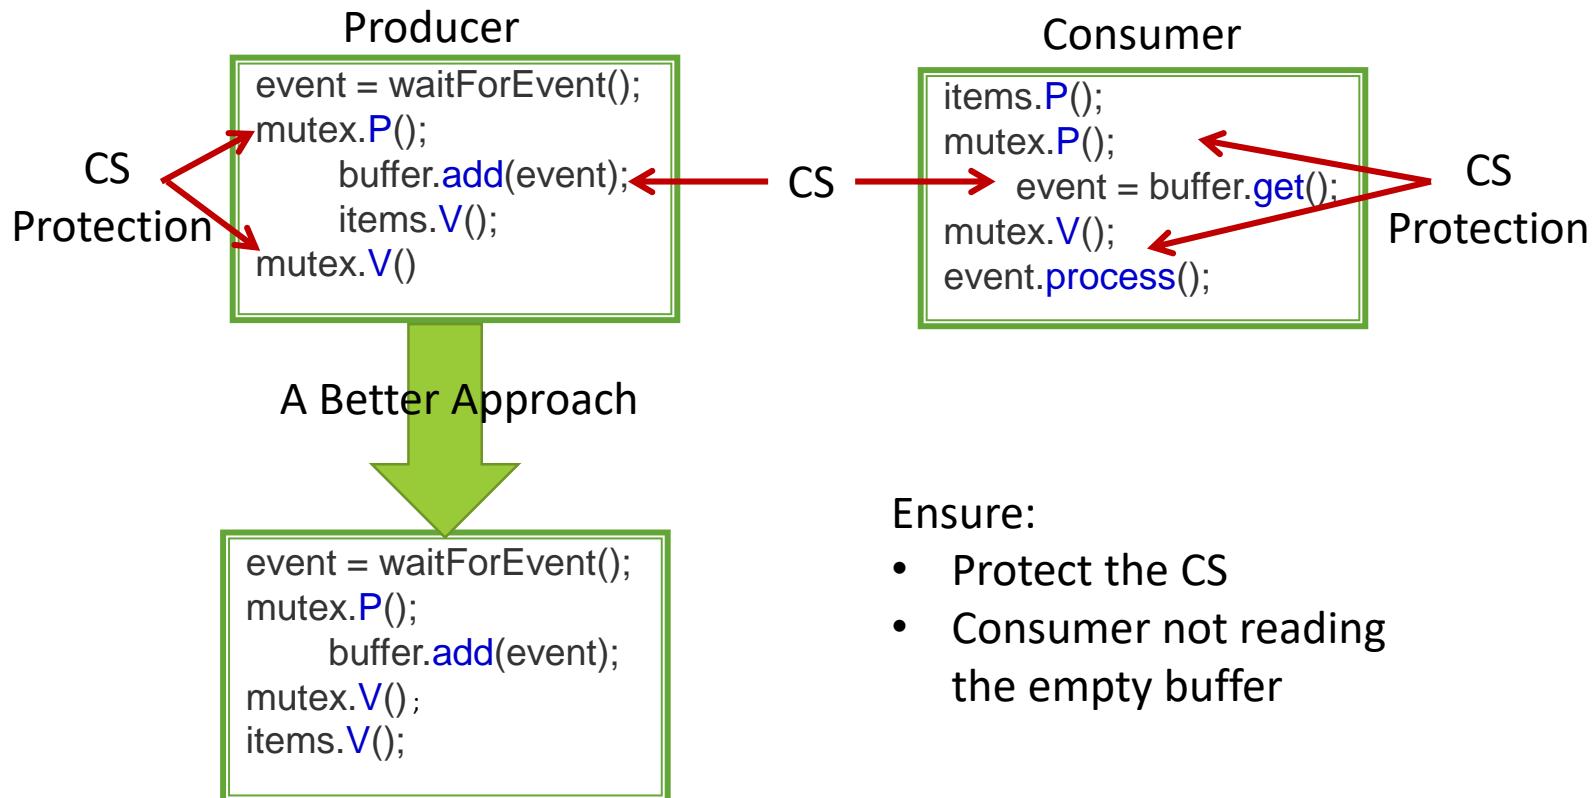 Producer
event = waitForEvent();
mutex.P();
buffer.add(event);
items.V();
mutex.V()
CS
Protection
CS
Consumer
items.P();
mutex.P();
event = buffer.get();
mutex.V();
event.process();
CS
Protection
A Better Approach
event = waitForEvent();
mutex.P();
buffer.add(event);
mutex.V();
items.V();
Ensure:
• Protect the CS
• Consumer not reading
the empty buffer